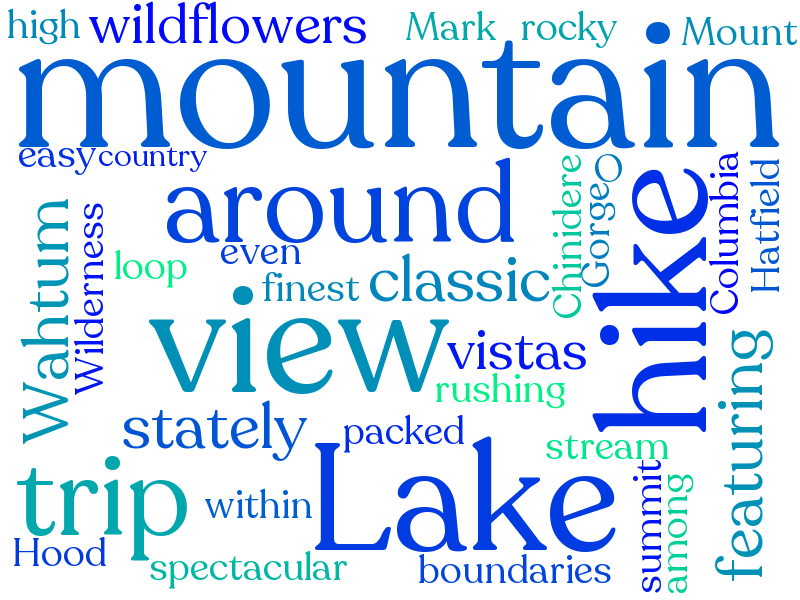 high
wildflowers
Mark
rocky
Mount
mountain
easy
country
around
Chinidere
Gorge
O
hike
Columbia
Hatfield
Wahtum
Wilderness
loop
even
finest
classic
view
vistas
rushing
featuring
stately
packed
stream
trip
Lake
within
summit
among
Hood
spectacular
boundaries